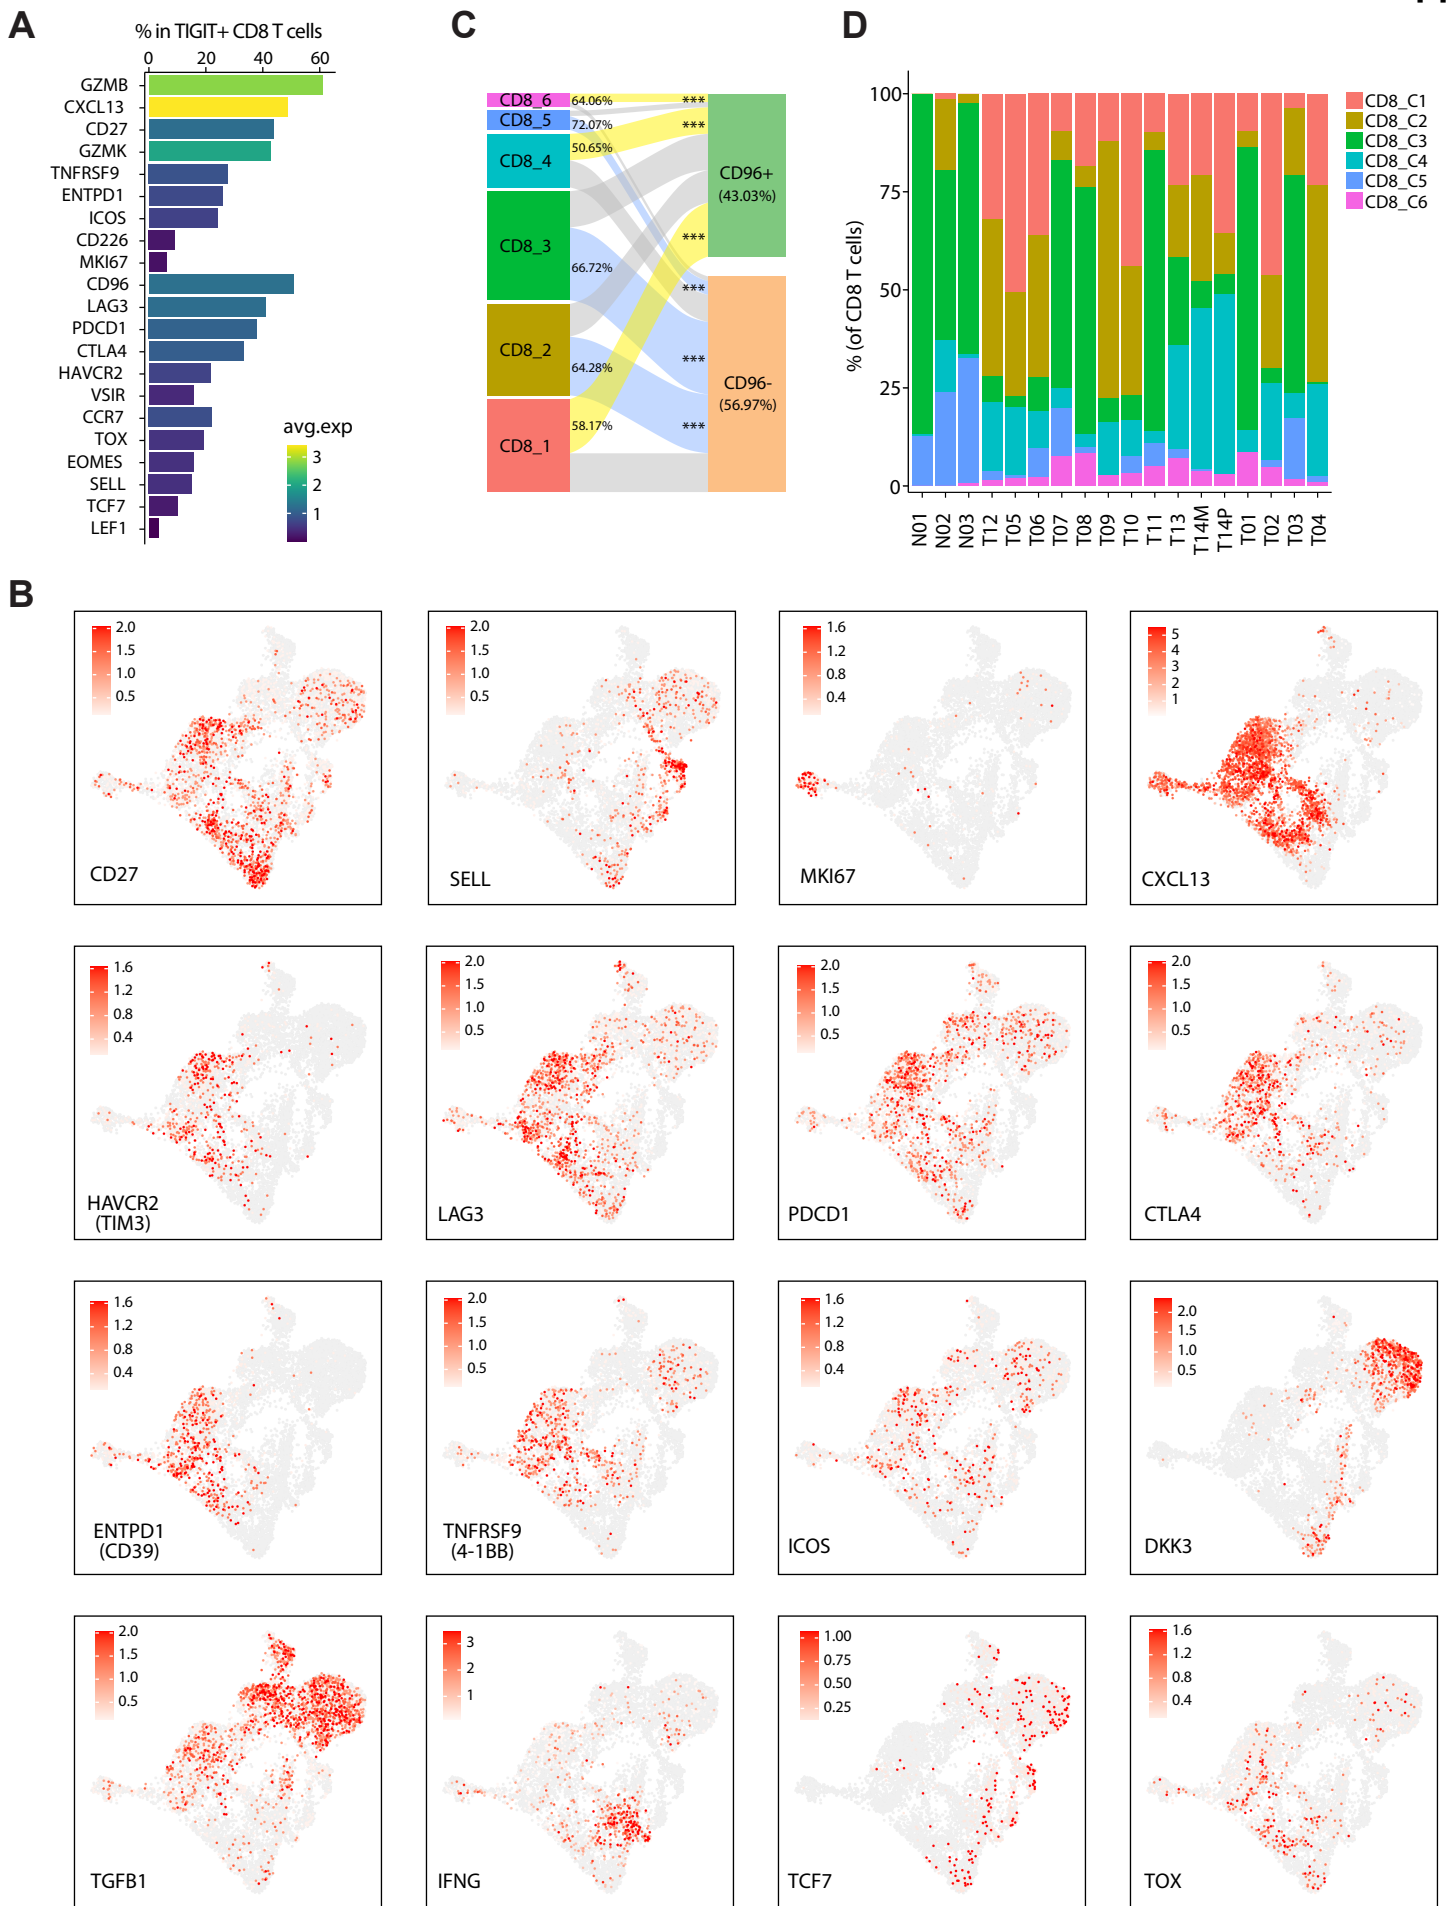 A
% in TIGIT+ CD8 T cells
0 20 40 60
GZMB
CXCL13
CD27
GZMK
TNFRSF9
ENTPD1
ICOS
CD226
MKI67
CD96
LAG3
PDCD1
CTLA4
HAVCR2
VSIR
CCR7
TOX
EOMES
SELL
TCF7
LEF1
avg.exp
3
2
1
C
CD8_6
CD8_5
CD8_4
CD8_3
CD8_2
CD8_1
64.06%
72.07%
50.65%
66.72%
64.28%
58.17%
***
***
***
***
***
***
CD96+
(43.03%)
CD96-
(56.97%)
D
% (of CD8 T cells)
100
75
50
25
0
N01 N02 N03 T12 T05 T06 T07 T08 T09 T10 T11 T13 T14M T14P T01 T02 T03 T04
CD8_C1
CD8_C2
CD8_C3
CD8_C4
CD8_C5
CD8_C6
B
2.0
1.5
1.0
0.5
CD27
2.0
1.5
1.0
0.5
SELL
1.6
1.2
0.8
0.4
MKI67
5
4
3
2
1
CXCL13
1.6
1.2
0.8
0.4
HAVCR2
(TIM3)
2.0
1.5
1.0
0.5
LAG3
2.0
1.5
1.0
0.5
PDCD1
2.0
1.5
1.0
0.5
CTLA4
1.6
1.2
0.8
0.4
ENTPD1
(CD39)
2.0
1.5
1.0
0.5
TNFRSF9
(4-1BB)
1.6
1.2
0.8
0.4
ICOS
2.0
1.5
1.0
0.5
DKK3
2.0
1.5
1.0
0.5
TGFB1
3
2
1
IFNG
1.00
0.75
0.50
0.25
TCF7
1.6
1.2
0.8
0.4
TOX